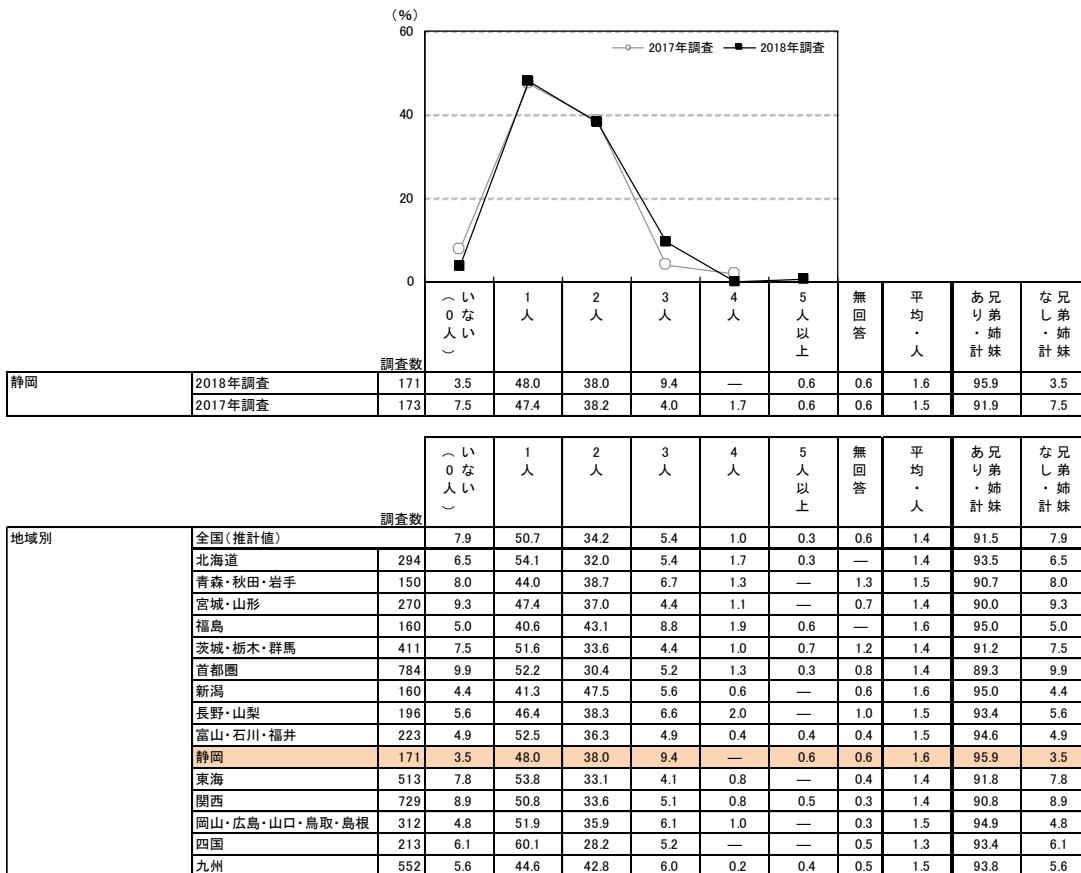 (%)
60
40
20
0
2017年調査 2018年調査
調査数 いない（0人） 1人 2人 3人 4人 5人以上 無回答 平均・人 兄弟姉妹あり・計 兄弟姉妹なし・計
静岡 2018年調査 171 3.5 48.0 38.0 9.4 — 0.6 0.6 1.6 95.9 3.5
2017年調査 173 7.5 47.4 38.2 4.0 1.7 0.6 0.6 1.5 91.9 7.5
調査数 いない（0人） 1人 2人 3人 4人 5人以上 無回答 平均・人 兄弟姉妹あり・計 兄弟姉妹なし・計
地域別 全国(推計値) 7.9 50.7 34.2 5.4 1.0 0.3 0.6 1.4 91.5 7.9
北海道 294 6.5 54.1 32.0 5.4 1.7 0.3 — 1.4 93.5 6.5
青森・秋田・岩手 150 8.0 44.0 38.7 6.7 1.3 — 1.3 1.5 90.7 8.0
宮城・山形 270 9.3 47.4 37.0 4.4 1.1 — 0.7 1.4 90.0 9.3
福島 160 5.0 40.6 43.1 8.8 1.9 0.6 — 1.6 95.0 5.0
茨城・栃木・群馬 411 7.5 51.6 33.6 4.4 1.0 0.7 1.2 1.4 91.2 7.5
首都圏 784 9.9 52.2 30.4 5.2 1.3 0.3 0.8 1.4 89.3 9.9
新潟 160 4.4 41.3 47.5 5.6 0.6 — 0.6 1.6 95.0 4.4
長野・山梨 196 5.6 46.4 38.3 6.6 2.0 — 1.0 1.5 93.4 5.6
富山・石川・福井 223 4.9 52.5 36.3 4.9 0.4 0.4 0.4 1.5 94.6 4.9
静岡 171 3.5 48.0 38.0 9.4 — 0.6 0.6 1.6 95.9 3.5
東海 513 7.8 53.8 33.1 4.1 0.8 — 0.4 1.4 91.8 7.8
関西 729 8.9 50.8 33.6 5.1 0.8 0.5 0.3 1.4 90.8 8.9
岡山・広島・山口・鳥取・島根 312 4.8 51.9 35.9 6.1 1.0 — 0.3 1.5 94.9 4.8
四国 213 6.1 60.1 28.2 5.2 — — 0.5 1.3 93.4 6.1
九州 552 5.6 44.6 42.8 6.0 0.2 0.4 0.5 1.5 93.8 5.6